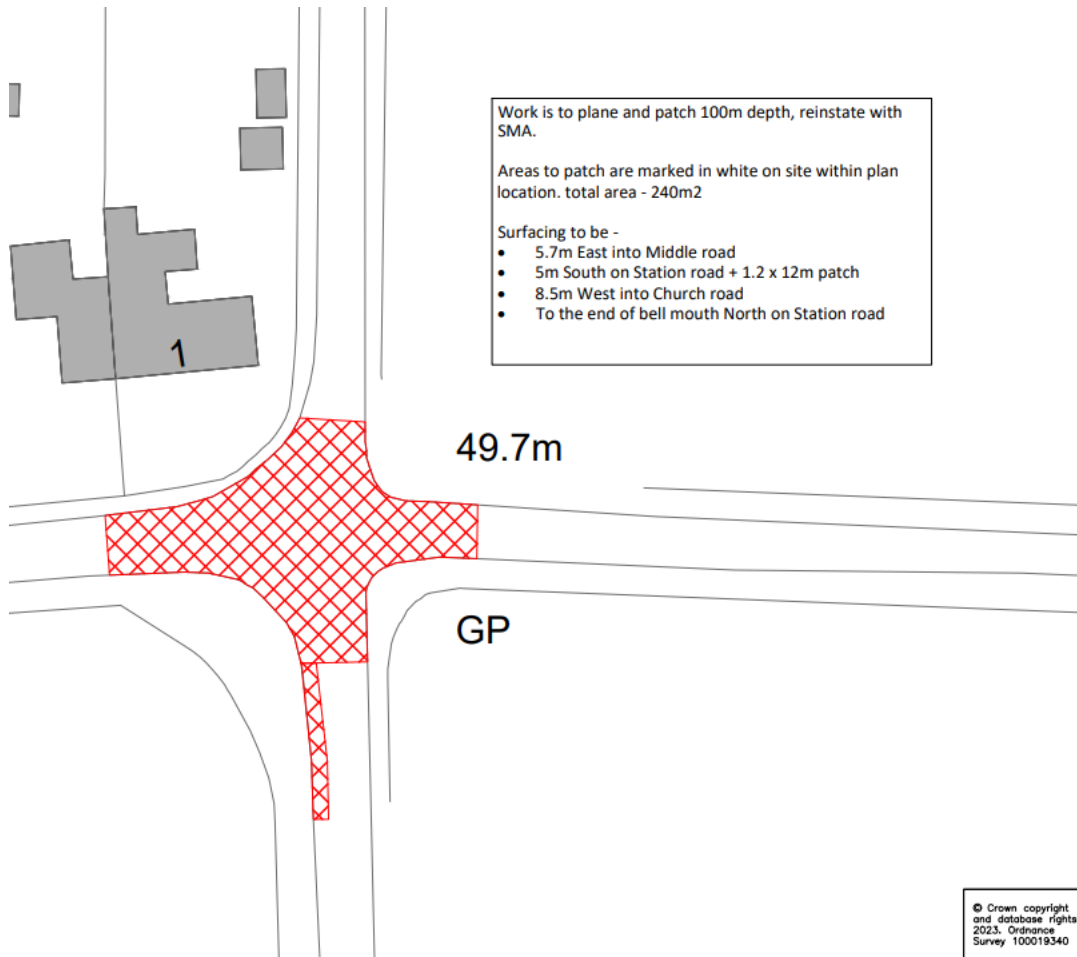 Work is to plane and patch 100m depth, reinstate with
SMA.
Areas to patch are marked in white on site within plan
location. total area - 240m2
Surfacing to be -
• 5.7m East into Middle road
• 5m South on Station road + 1.2 x 12m patch
• 8.5m West into Church road
• To the end of bell mouth North on Station road
1
49.7m
GP
© Crown copyright
and database rights
2023. Ordnance
Survey 100019340